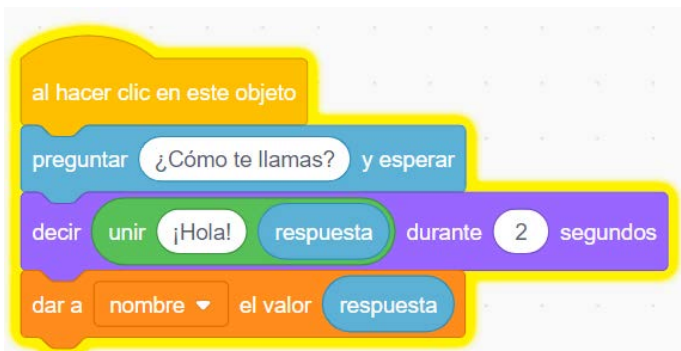 al hacer clic en este objeto
preguntar ¿Cómo te llamas? y esperar
decir unir ¡Hola! respuesta durante 2 segundos
dar a nombre el valor respuesta